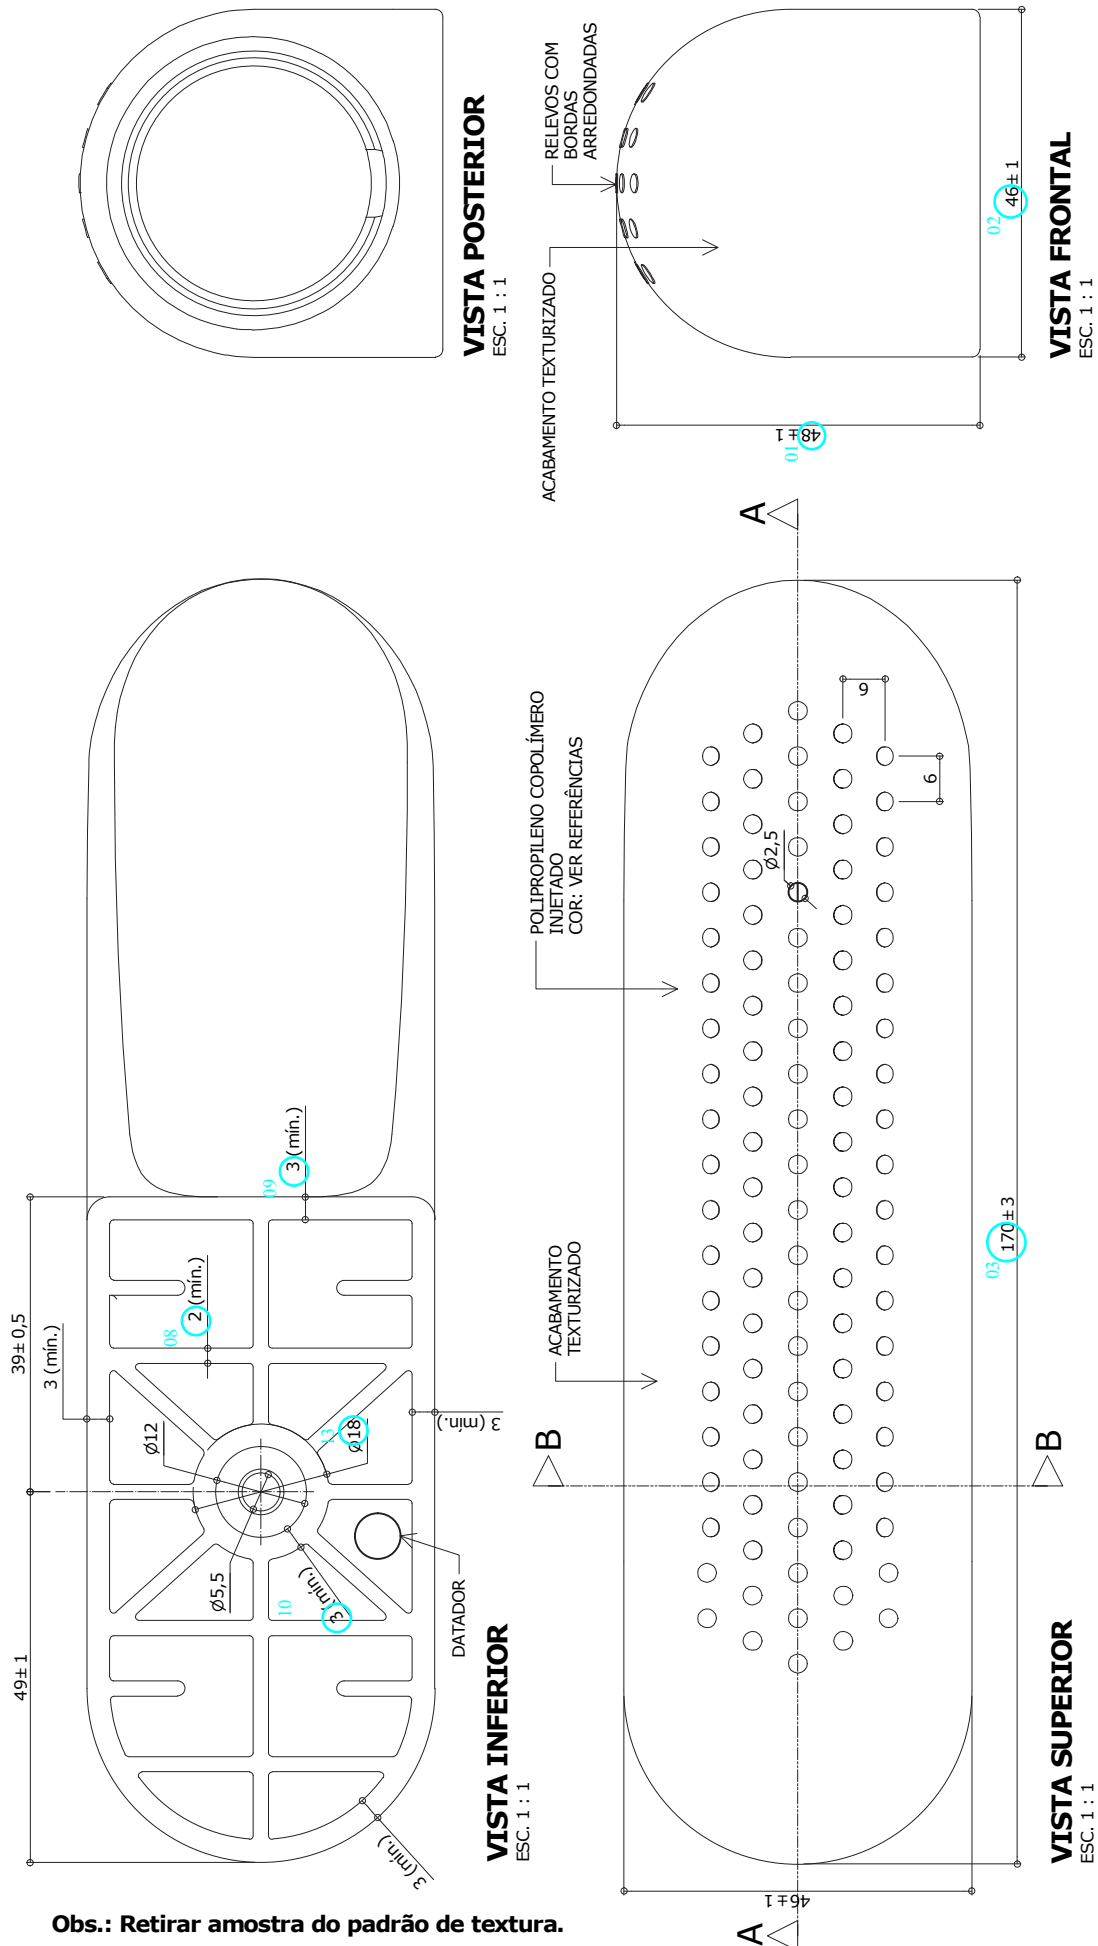 VISTA POSTERIOR
ESC. 1 : 1
RELEVOS COM
BORDAS
ARREDONDADAS
ACABAMENTO TEXTURIZADO
01
48±1
02
46±1
VISTA FRONTAL
ESC. 1 : 1
39±0,5
49±1
3 (mín.)
08
2 (mín.)
09
3 (mín.)
Ø12
13
Ø18
3 (mín.)
Ø5,5
10
3 (mín.)
DATADOR
3 (mín.)
VISTA INFERIOR
ESC. 1 : 1
POLIPROPILENO COPOLÍMERO
INJETADO
COR: VER REFERÊNCIAS
ACABAMENTO
TEXTURIZADO
A
6
6
Ø2,5
03
170±3
B
B
46±1
A
VISTA SUPERIOR
ESC. 1 : 1
Obs.: Retirar amostra do padrão de textura.